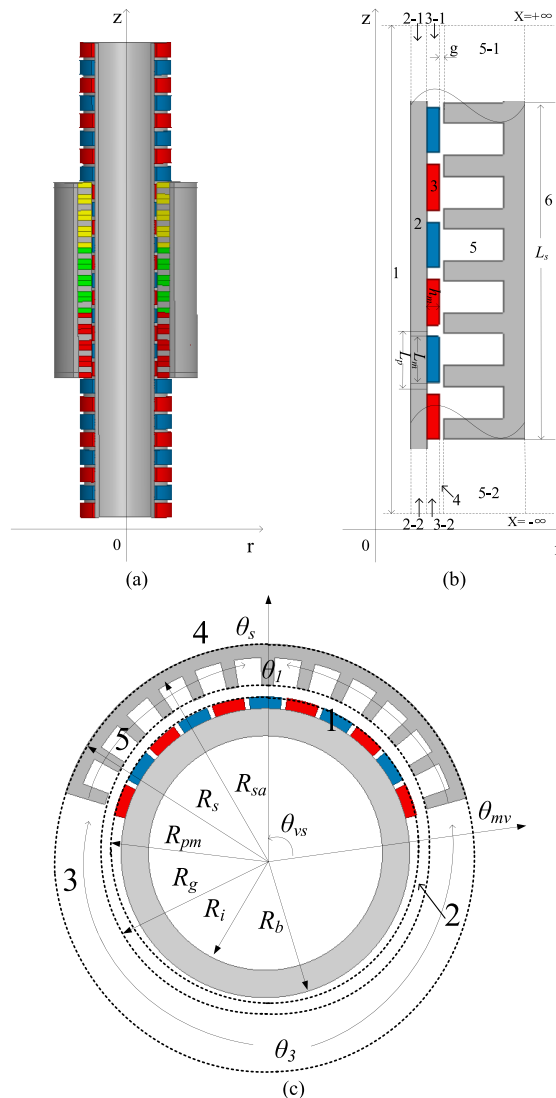 z
0
r
(a)
z
2-1
3-1
X=+∞
g
5-1
3
6
2
5
L_s
1
h_m
L_p
L_m
4
5-2
2-2
3-2
X=-∞
0
(b)
4
θ_s
θ_1
1
5
R_s
R_sa
θ_vs
θ_mv
R_pm
3
R_g
2
R_i
R_b
θ_3
(c)